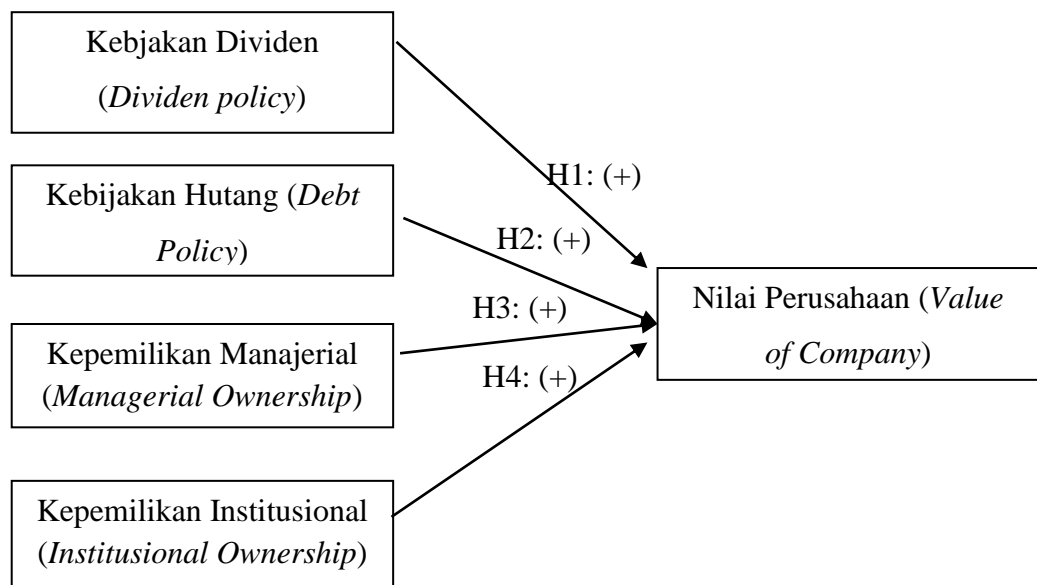 Kebjakan Dividen
(Dividen policy)
H1: (+)
Kebijakan Hutang (Debt
Policy)
H2: (+)
Nilai Perusahaan (Value
of Company)
H3: (+)
Kepemilikan Manajerial
(Managerial Ownership)
H4: (+)
Kepemilikan Institusional
(Institusional Ownership)